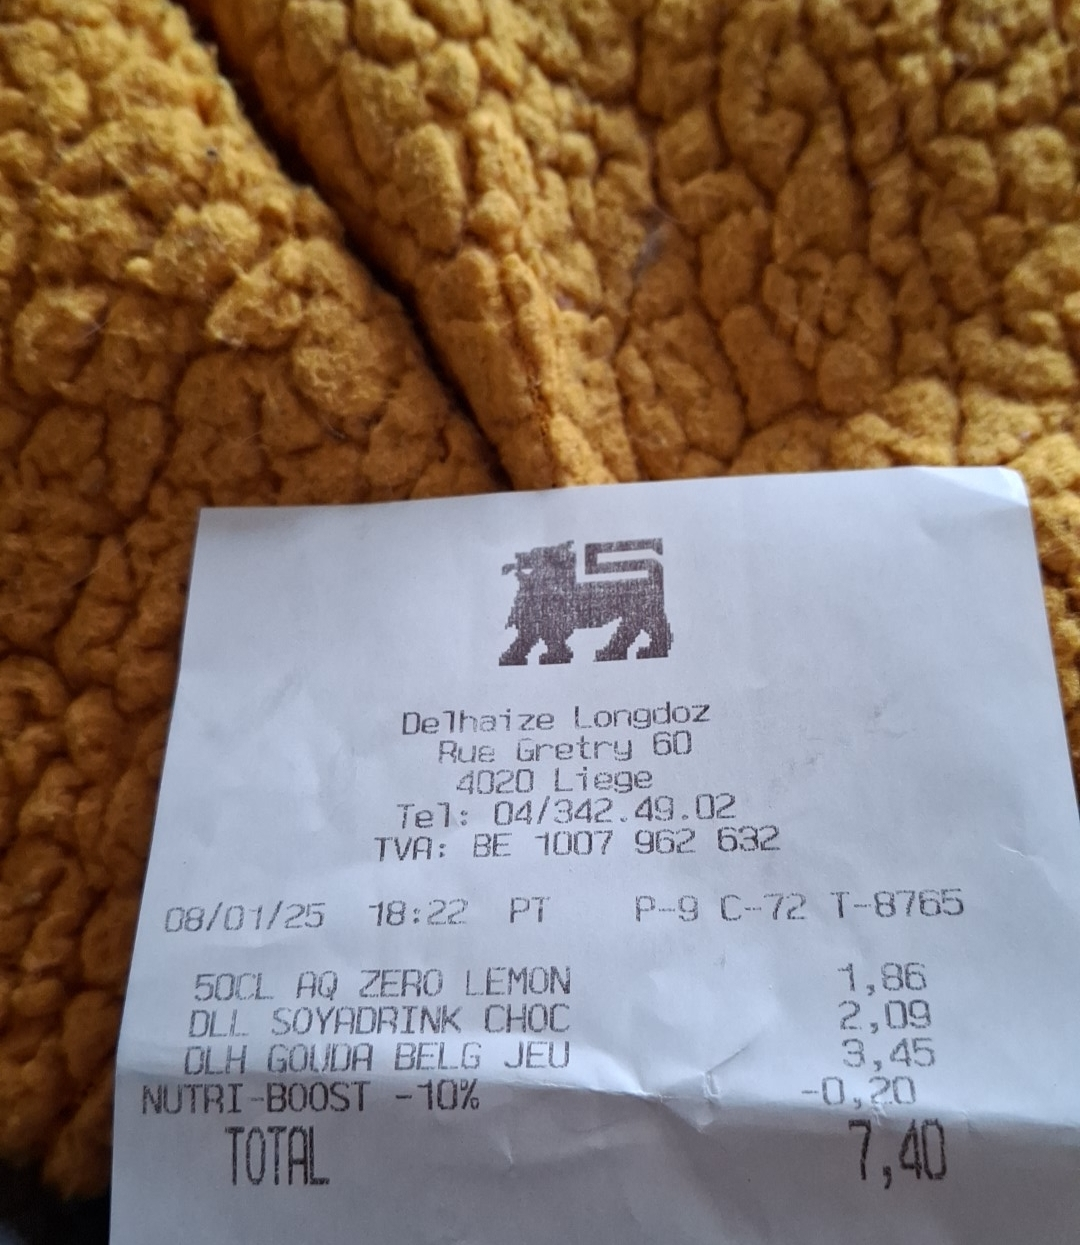 Delhaize Longdoz
Rue Gretry 60
4020 Liege
Tel: 04/342.49.02
TVA: BE 1007 962 632
08/01/25 18:22 PT P-9 C-72 T-8765
50CL AQ ZERO LEMON 1,86
DLL SOYADRINK CHOC 2,09
DLH GOUDA BELG JEU 3,45
NUTRI-BOOST -10% -0,20
TOTAL 7,40